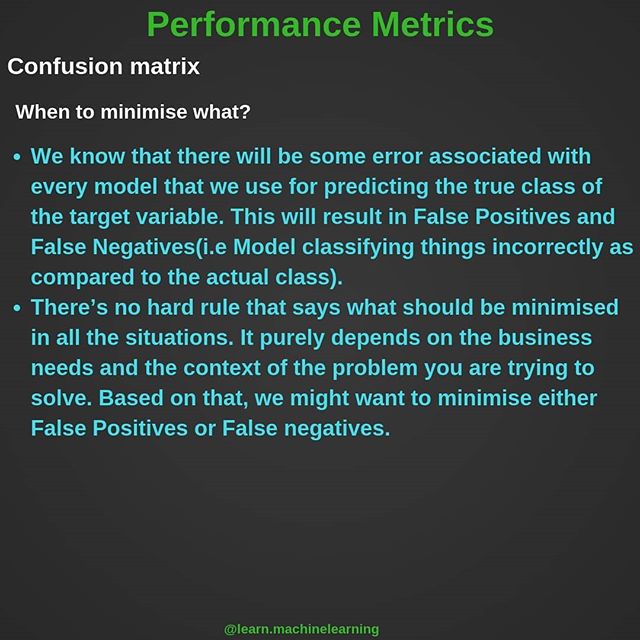 Performance Metrics
Confusion matrix
When to minimise what?
• We know that there will be some error associated with
every model that we use for predicting the true class of
the target variable. This will result in False Positives and
False Negatives(i.e Model classifying things incorrectly as
compared to the actual class).
• There’s no hard rule that says what should be minimised
in all the situations. It purely depends on the business
needs and the context of the problem you are trying to
solve. Based on that, we might want to minimise either
False Positives or False negatives.
@learn.machinelearning